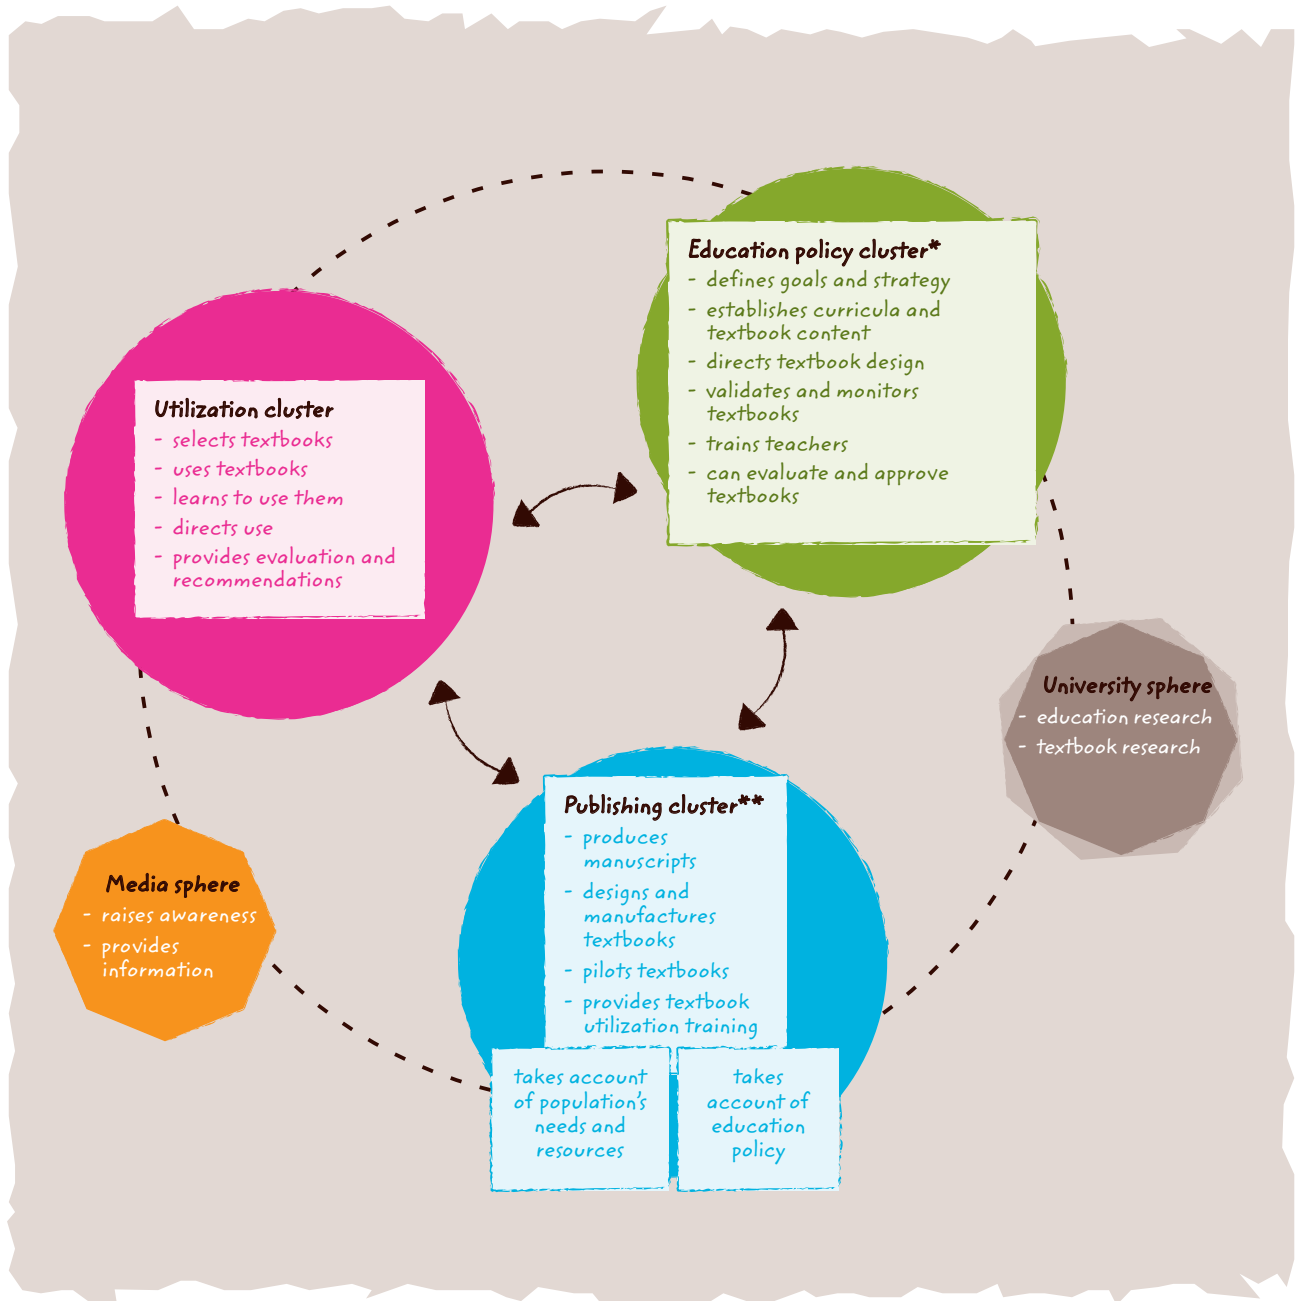 Education policy cluster*
- defines goals and strategy
- establishes curricula and
textbook content
- directs textbook design
- validates and monitors
textbooks
- trains teachers
- can evaluate and approve
textbooks
Utilization cluster
- selects textbooks
- uses textbooks
- learns to use them
- directs use
- provides evaluation and
recommendations
University sphere
- education research
- textbook research
Publishing cluster**
- produces
manuscripts
- designs and
manufactures
textbooks
- pilots textbooks
- provides textbook
utilization training
takes account
of population's
needs and
resources
takes
account of
education
policy
Media sphere
- raises awareness
- provides
information